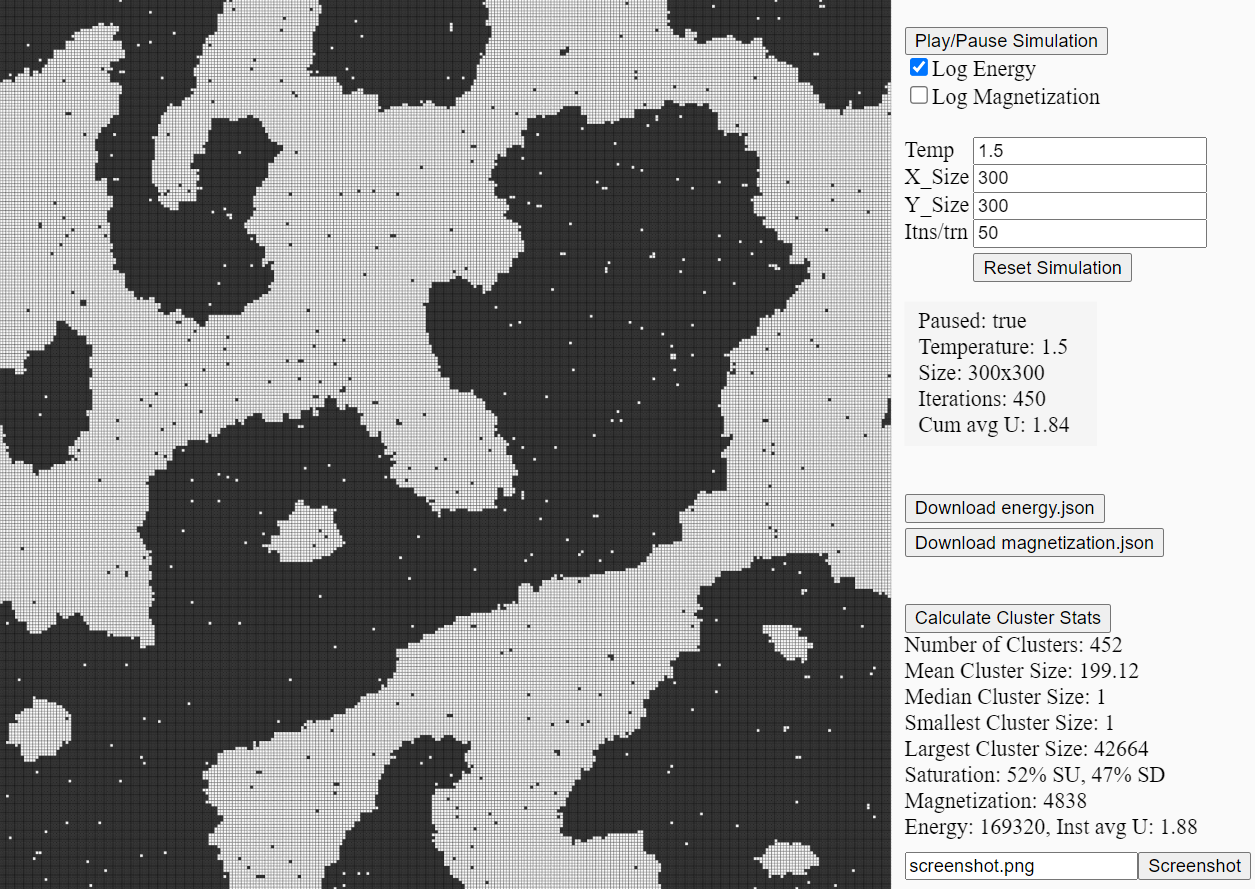 Play/Pause Simulation
Log Energy
Log Magnetization
Temp 1.5
X_Size 300
Y_Size 300
Itns/trn 50
Reset Simulation
Paused: true
Temperature: 1.5
Size: 300x300
Iterations: 450
Cum avg U: 1.84
Download energy.json
Download magnetization.json
Calculate Cluster Stats
Number of Clusters: 452
Mean Cluster Size: 199.12
Median Cluster Size: 1
Smallest Cluster Size: 1
Largest Cluster Size: 42664
Saturation: 52% SU, 47% SD
Magnetization: 4838
Energy: 169320, Inst avg U: 1.88
screenshot.png Screenshot